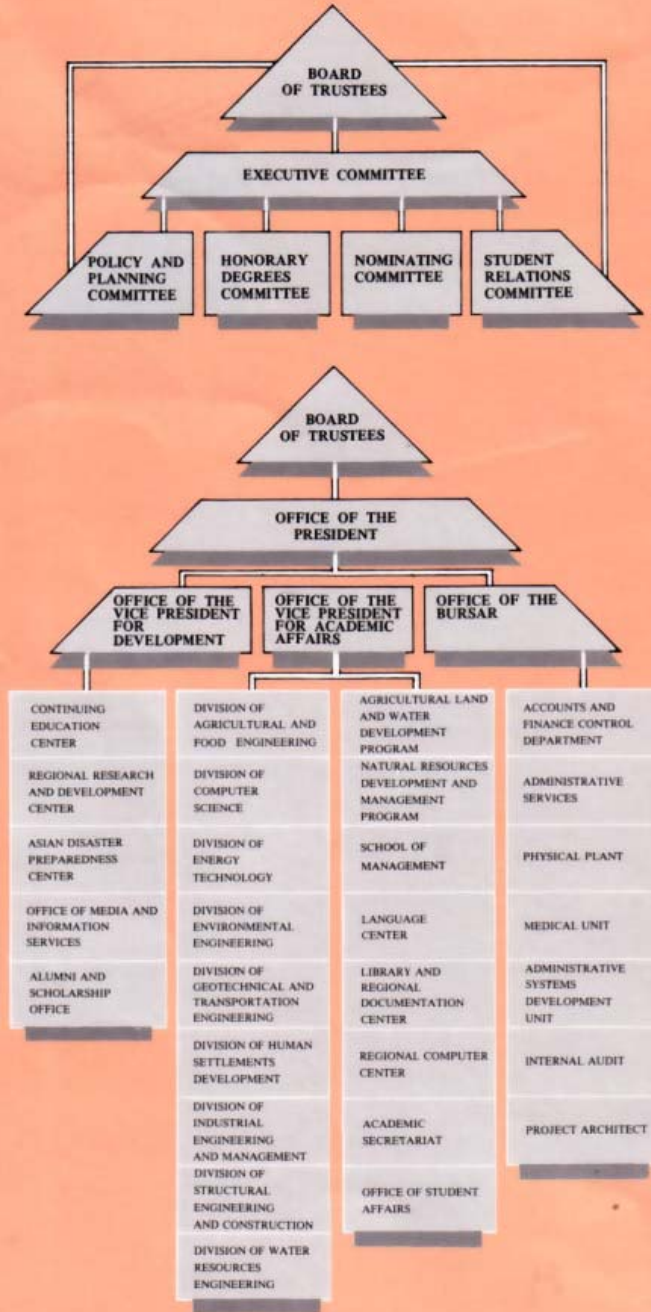 BOARD
OF TRUSTEES
EXECUTIVE COMMITTEE
POLICY AND
PLANNING
COMMITTEE
HONORARY
DEGREES
COMMITTEE
NOMINATING
COMMITTEE
STUDENT
RELATIONS
COMMITTEE
BOARD
OF TRUSTEES
OFFICE OF THE
PRESIDENT
OFFICE OF THE
VICE PRESIDENT
FOR
DEVELOPMENT
OFFICE OF THE
VICE PRESIDENT
FOR ACADEMIC
AFFAIRS
OFFICE OF THE
BURSAR
CONTINUING
EDUCATION
CENTER
REGIONAL RESEARCH
AND DEVELOPMENT
CENTER
ASIAN DISASTER
PREPAREDNESS
CENTER
OFFICE OF MEDIA AND
INFORMATION
SERVICES
ALUMNI AND
SCHOLARSHIP
OFFICE
DIVISION OF
AGRICULTURAL AND
FOOD ENGINEERING
DIVISION OF
COMPUTER
SCIENCE
DIVISION OF
ENERGY
TECHNOLOGY
DIVISION OF
ENVIRONMENTAL
ENGINEERING
DIVISION OF
GEOTECHNICAL AND
TRANSPORTATION
ENGINEERING
DIVISION OF HUMAN
SETTLEMENTS
DEVELOPMENT
DIVISION OF
INDUSTRIAL
ENGINEERING
AND MANAGEMENT
DIVISION OF
STRUCTURAL
ENGINEERING
AND CONSTRUCTION
DIVISION OF WATER
RESOURCES
ENGINEERING
AGRICULTURAL LAND
AND WATER
DEVELOPMENT
PROGRAM
NATURAL RESOURCES
DEVELOPMENT AND
MANAGEMENT
PROGRAM
SCHOOL OF
MANAGEMENT
LANGUAGE
CENTER
LIBRARY AND
REGIONAL
DOCUMENTATION
CENTER
REGIONAL COMPUTER
CENTER
ACADEMIC
SECRETARIAT
OFFICE OF STUDENT
AFFAIRS
ACCOUNTS AND
FINANCE CONTROL
DEPARTMENT
ADMINISTRATIVE
SERVICES
PHYSICAL PLANT
MEDICAL UNIT
ADMINISTRATIVE
SYSTEMS
DEVELOPMENT
UNIT
INTERNAL AUDIT
PROJECT ARCHITECT